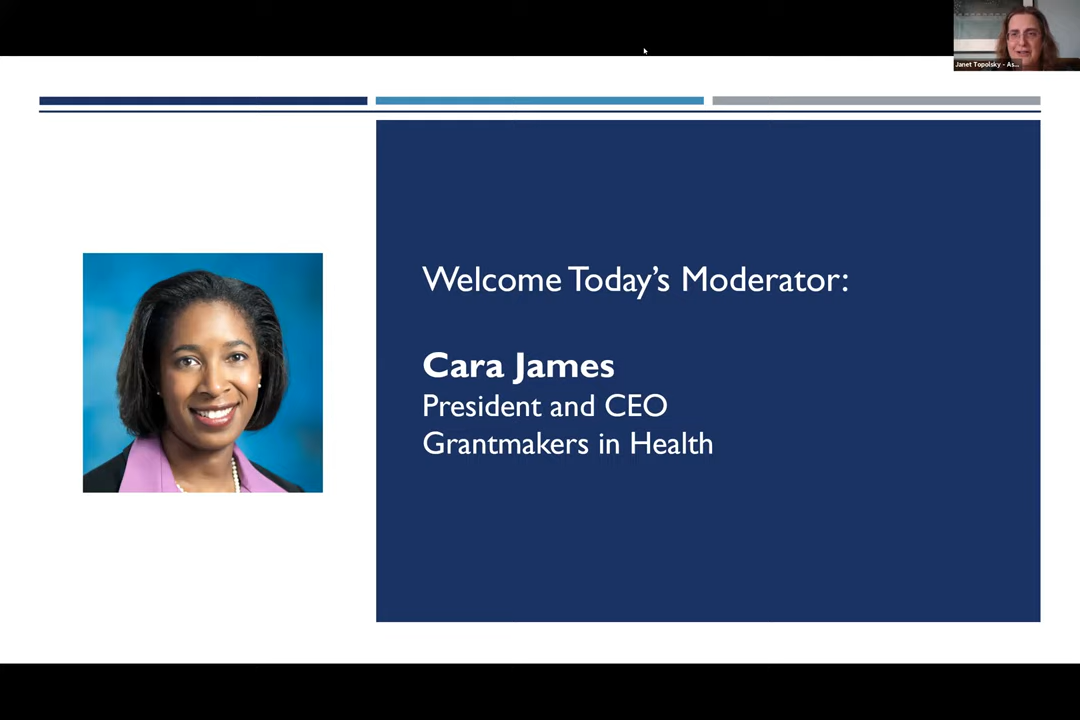 Janet Topolsky - As...
Welcome Today's Moderator:
Cara James
President and CEO
Grantmakers in Health